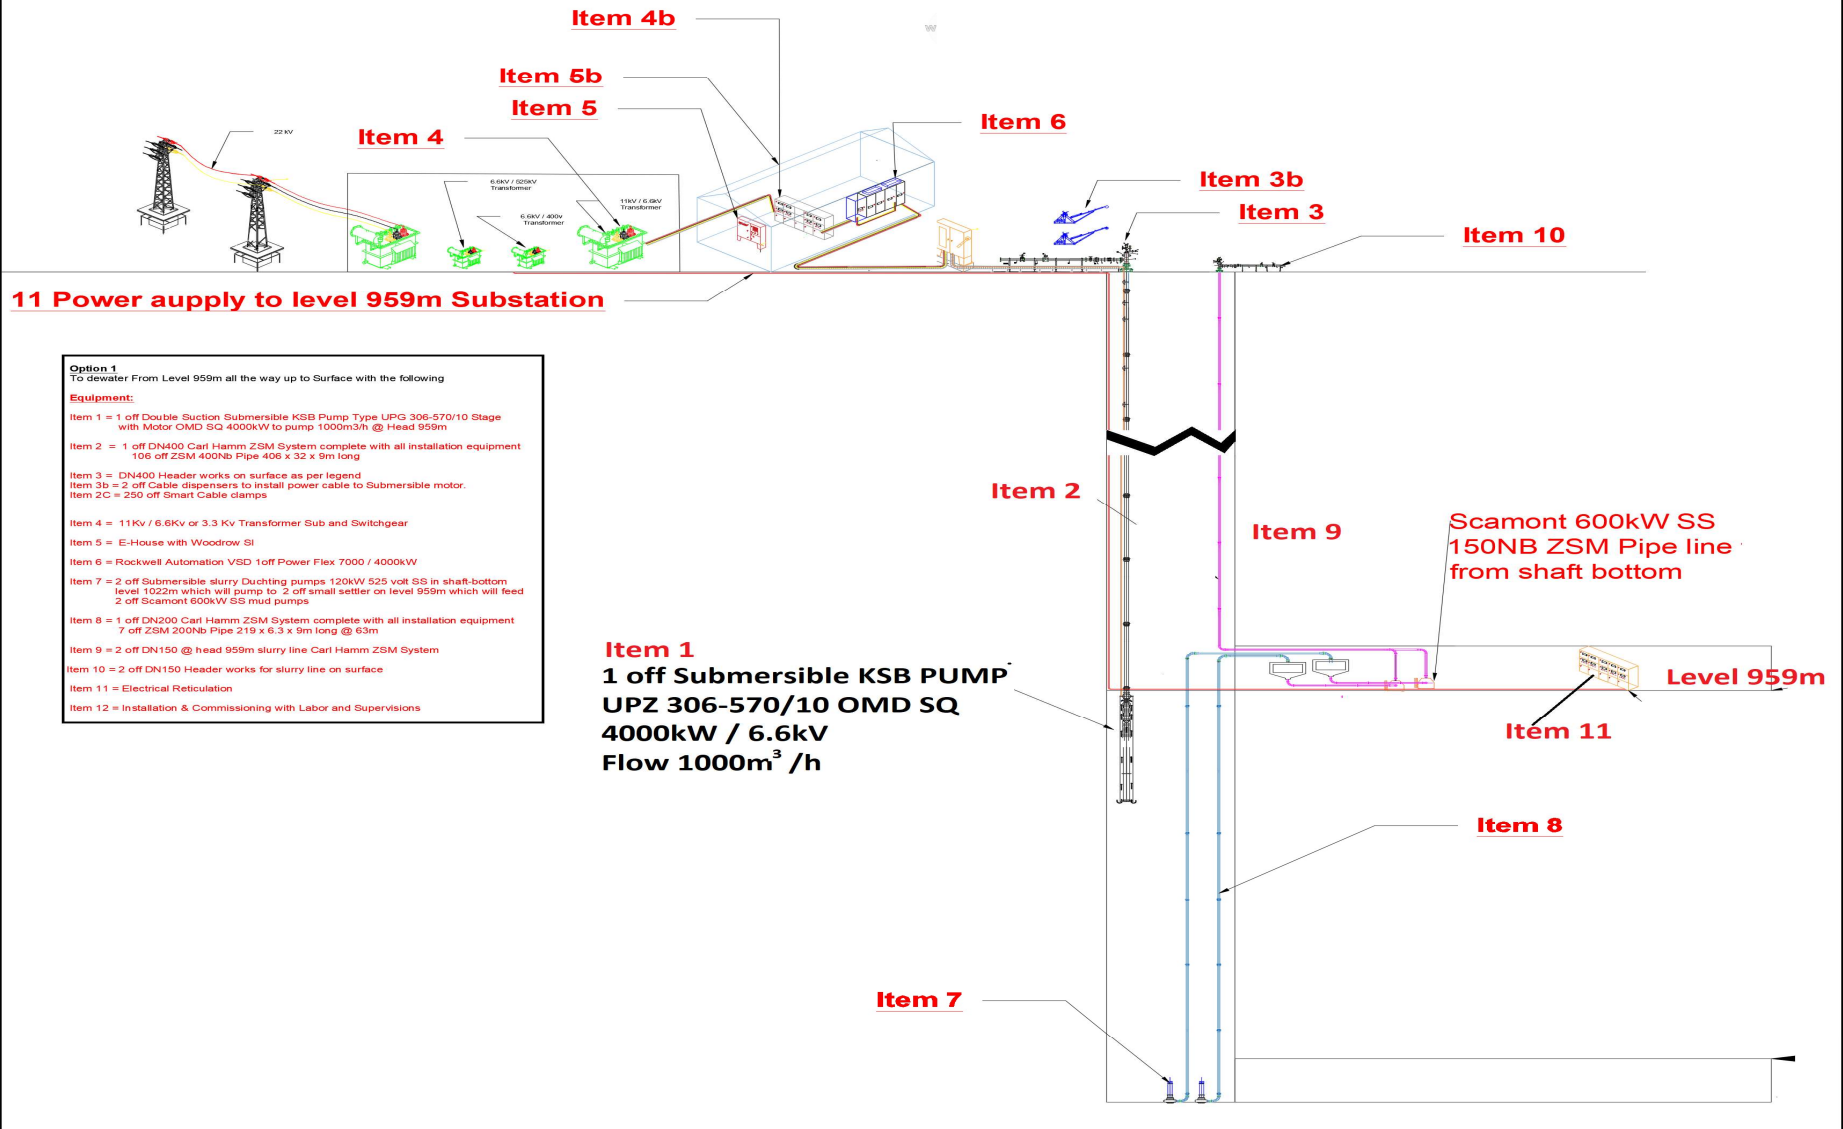 Item 4b
W
Item 5b
Item 5
Item 4
Item 6
22 kV
6.6kV / 525kV
Transformer
11kV / 6.6kV
Transformer
6.6kV / 400v
Transformer
Item 3b
Item 3
Item 10
11 Power aupply to level 959m Substation
Option 1
To dewater From Level 959m all the way up to Surface with the following
Equipment:
Item 1 = 1 off Double Suction Submersible KSB Pump Type UPG 306-570/10 Stage
with Motor OMD SQ 4000kW to pump 1000m3/h @ Head 959m
Item 2 = 1 off DN400 Carl Hamm ZSM System complete with all installation equipment
106 off ZSM 400Nb Pipe 406 x 32 x 9m long
Item 3 = DN400 Header works on surface as per legend
Item 3b = 2 off Cable dispensers to install power cable to Submersible motor.
Item 2C = 250 off Smart Cable clamps
Item 4 = 11Kv / 6.6Kv or 3.3 Kv Transformer Sub and Switchgear
Item 5 = E-House with Woodrow SI
Item 6 = Rockwell Automation VSD 1off Power Flex 7000 / 4000kW
Item 7 = 2 off Submersible slurry Duchting pumps 120kW 525 volt SS in shaft-bottom
level 1022m which will pump to 2 off small settler on level 959m which will feed
2 off Scamont 600kW SS mud pumps
Item 8 = 1 off DN200 Carl Hamm ZSM System complete with all installation equipment
7 off ZSM 200Nb Pipe 219 x 6.3 x 9m long @ 63m
Item 9 = 2 off DN150 @ head 959m slurry line Carl Hamm ZSM System
Item 10 = 2 off DN150 Header works for slurry line on surface
Item 11 = Electrical Reticulation
Item 12 = Installation & Commissioning with Labor and Supervisions
Item 2
Item 9
Scamont 600kW SS
150NB ZSM Pipe line
from shaft bottom
Item 1
1 off Submersible KSB PUMP
UPZ 306-570/10 OMD SQ
4000kW / 6.6kV
Flow 1000m³ /h
Level 959m
Item 11
Item 8
Item 7